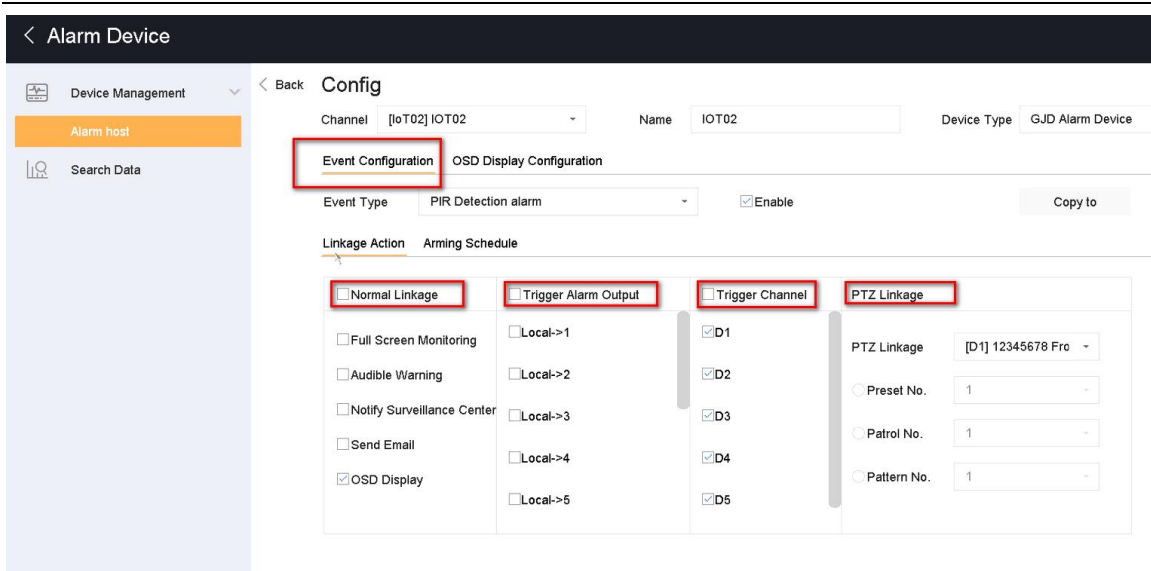 Alarm Device
Device Management
Alarm host
Search Data
Back Config
Channel [IoT02] IOT02 Name IOT02 Device Type GJD Alarm Device
Event Configuration OSD Display Configuration
Event Type PIR Detection alarm Enable Copy to
Linkage Action Arming Schedule
Normal Linkage Trigger Alarm Output Trigger Channel PTZ Linkage
Full Screen Monitoring Local->1 D1
PTZ Linkage [D1] 12345678 Fro
Audible Warning Local->2 D2
Preset No. 1
Notify Surveillance Center Local->3 D3
Patrol No. 1
Send Email Local->4 D4
Pattern No. 1
OSD Display Local->5 D5